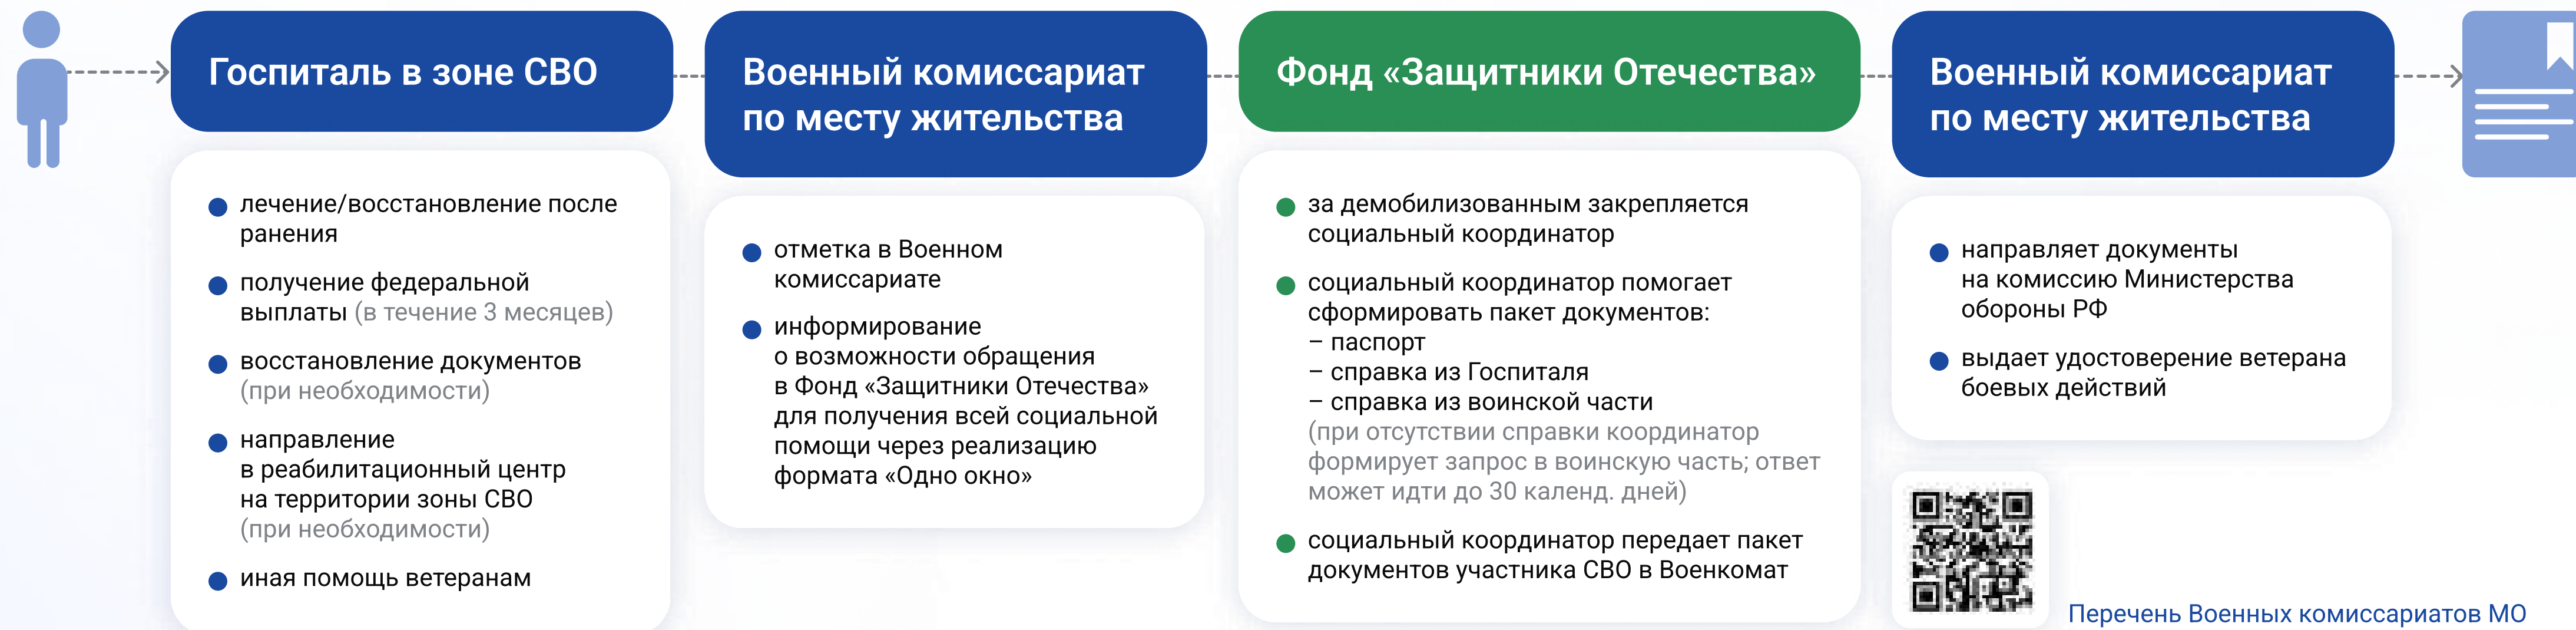 Госпиталь в зоне СВО
лечение/восстановление после
ранения
получение федеральной
выплаты (в течение 3 месяцев)
восстановление документов
(при необходимости)
направление
в реабилитационный центр
на территории зоны СВО
(при необходимости)
иная помощь ветеранам
Военный комиссариат
по месту жительства
отметка в Военном
комиссариате
информирование
о возможности обращения
в Фонд «Защитники Отечества»
для получения всей социальной
помощи через реализацию
формата «Одно окно»
Фонд «Защитники Отечества»
за демобилизованным закрепляется
социальный координатор
социальный координатор помогает
сформировать пакет документов:
– паспорт
– справка из Госпиталя
– справка из воинской части
(при отсутствии справки координатор
формирует запрос в воинскую часть; ответ
может идти до 30 календ. дней)
социальный координатор передает пакет
документов участника СВО в Военкомат
Военный комиссариат
по месту жительства
направляет документы
на комиссию Министерства
обороны РФ
выдает удостоверение ветерана
боевых действий
Перечень Военных комиссариатов МО